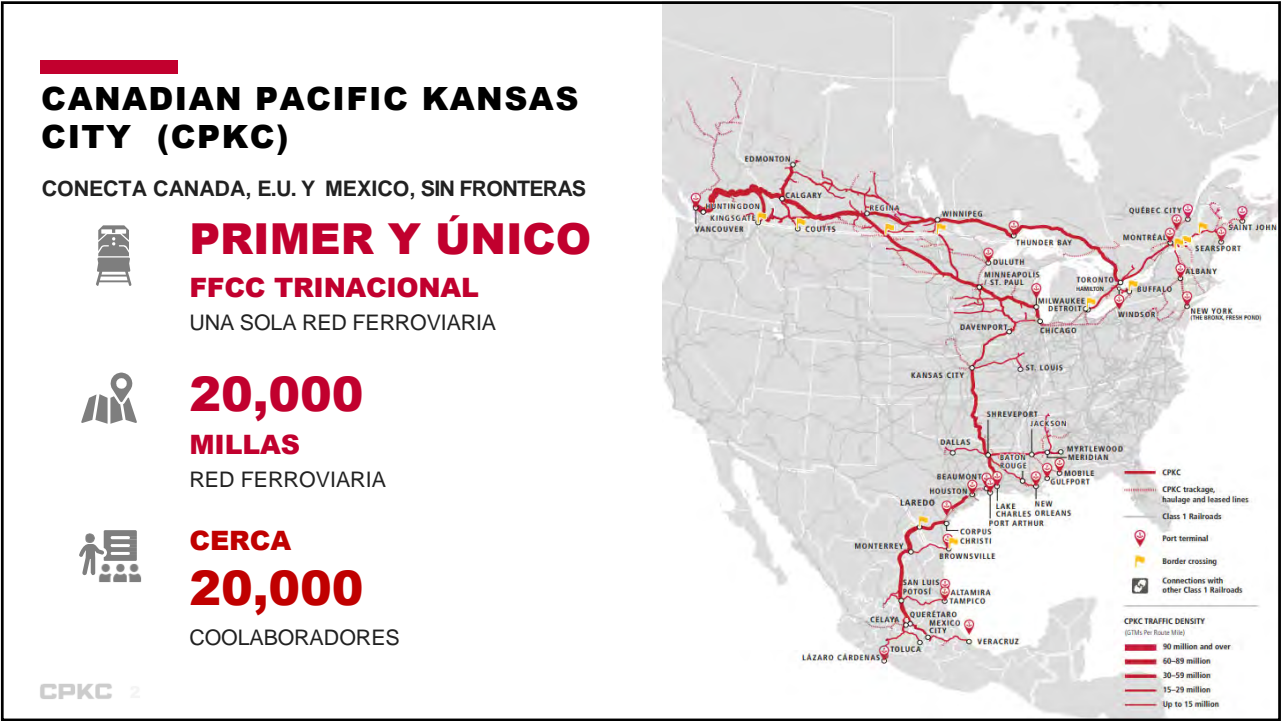 CANADIAN PACIFIC KANSAS
CITY (CPKC)
CONECTA CANADA, E.U. Y MEXICO, SIN FRONTERAS
PRIMER Y ÚNICO
FFCC TRINACIONAL
UNA SOLA RED FERROVIARIA
20,000
MILLAS
RED FERROVIARIA
CERCA
20,000
COOLABORADORES
CPKC 2
EDMONTON
CALGARY
HUNTINGDON
KINGSGATE
VANCOUVER
COUTTS
REGINA
WINNIPEG
THUNDER BAY
QUÉBEC CITY
MONTRÉAL
SAINT JOHN
SEARSPORT
DULUTH
MINNEAPOLIS
/ ST. PAUL
TORONTO
HAMILTON
BUFFALO
ALBANY
MILWAUKEE
DETROIT
WINDSOR
NEW YORK
(THE BRONX, FRESH POND)
DAVENPORT
CHICAGO
KANSAS CITY
ST. LOUIS
SHREVEPORT
JACKSON
DALLAS
MYRTLEWOOD
MERIDIAN
BATON
ROUGE
BEAUMONT
MOBILE
GULFPORT
HOUSTON
LAKE
CHARLES
NEW
ORLEANS
PORT ARTHUR
LAREDO
CORPUS
CHRISTI
MONTERREY
BROWNSVILLE
SAN LUIS
POTOSÍ
ALTAMIRA
TAMPICO
CELAYA
QUERÉTARO
MEXICO
CITY
VERACRUZ
TOLUCA
LÁZARO CÁRDENAS
CPKC
CPKC trackage,
haulage and leased lines
Class 1 Railroads
Port terminal
Border crossing
Connections with
other Class 1 Railroads
CPKC TRAFFIC DENSITY
(GTMs Per Route Mile)
90 million and over
60–89 million
30–59 million
15–29 million
Up to 15 million